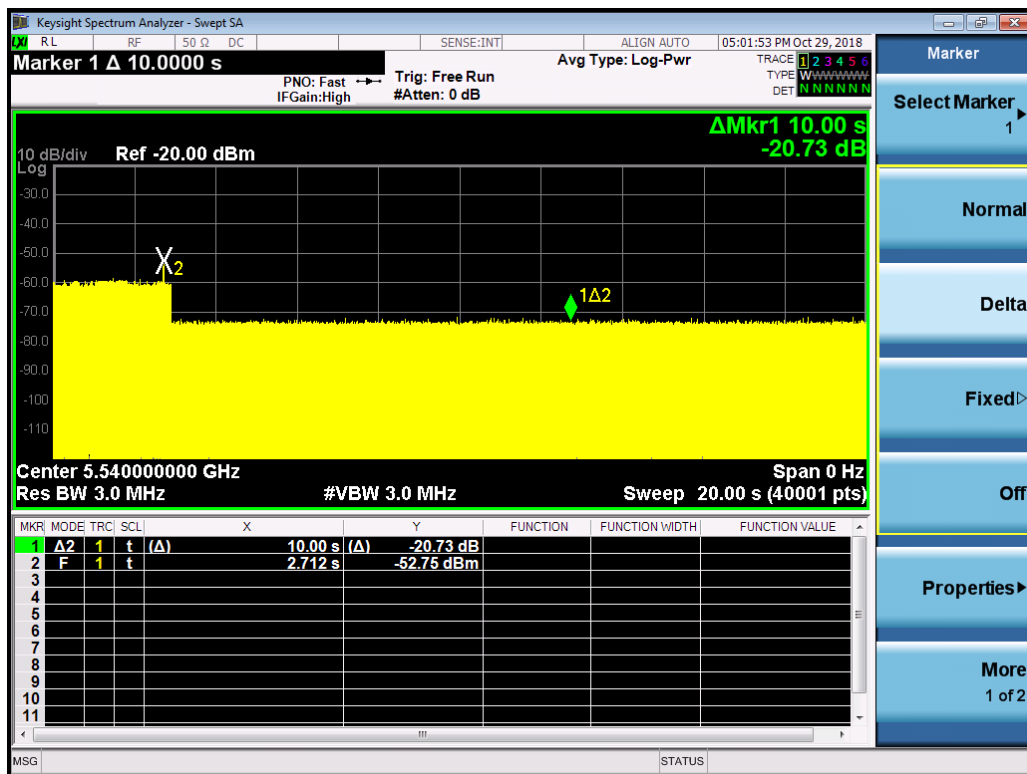 Keysight Spectrum Analyzer - Swept SA
LXI RL RF 50 Ω DC SENSE:INT ALIGN AUTO 05:01:53 PM Oct 29, 2018
Marker 1 Δ 10.0000 s
PNO: Fast
IFGain:High
Trig: Free Run
#Atten: 0 dB
Avg Type: Log-Pwr
TRACE 1 2 3 4 5 6
TYPE WWWWWW
DET N N N N N N
ΔMkr1 10.00 s
-20.73 dB
10 dB/div Ref -20.00 dBm
Log
-30.0
-40.0
-50.0
-60.0
-70.0
-80.0
-90.0
-100
-110
2
1Δ2
Center 5.540000000 GHz Span 0 Hz
Res BW 3.0 MHz #VBW 3.0 MHz Sweep 20.00 s (40001 pts)
MKR MODE TRC SCL X Y FUNCTION FUNCTION WIDTH FUNCTION VALUE
1 Δ2 1 t (Δ) 10.00 s (Δ) -20.73 dB
2 F 1 t 2.712 s -52.75 dBm
3
4
5
6
7
8
9
10
11
MSG STATUS
Marker
Select Marker
1
Normal
Delta
Fixed
Off
Properties
More
1 of 2